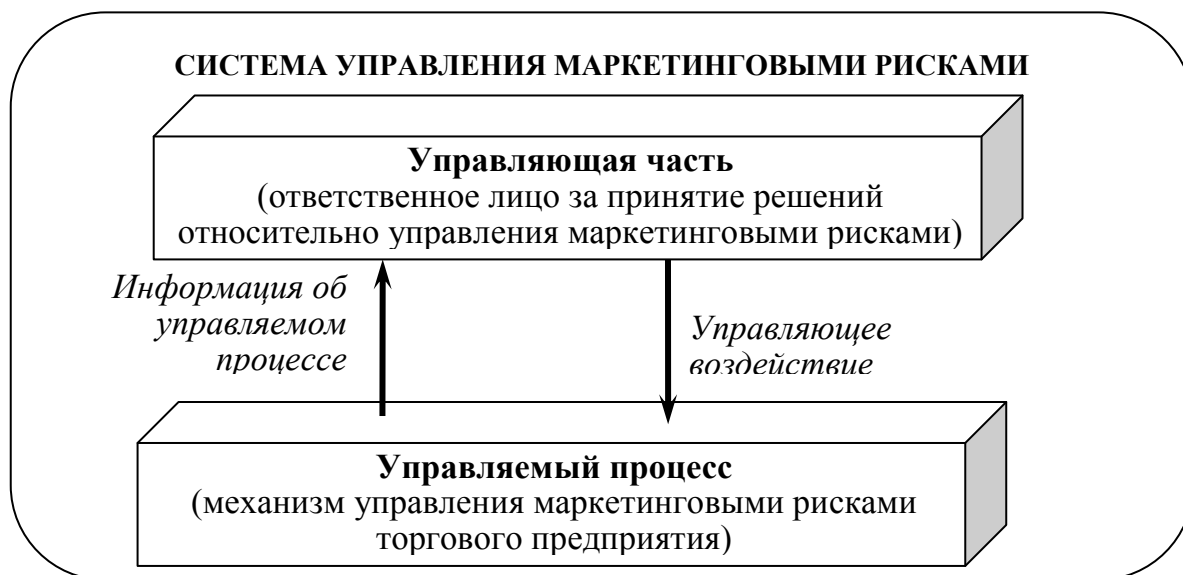 СИСТЕМА УПРАВЛЕНИЯ МАРКЕТИНГОВЫМИ РИСКАМИ
Управляющая часть
(ответственное лицо за принятие решений
относительно управления маркетинговыми рисками)
Информация об
управляемом
процессе
Управляющее
воздействие
Управляемый процесс
(механизм управления маркетинговыми рисками
торгового предприятия)